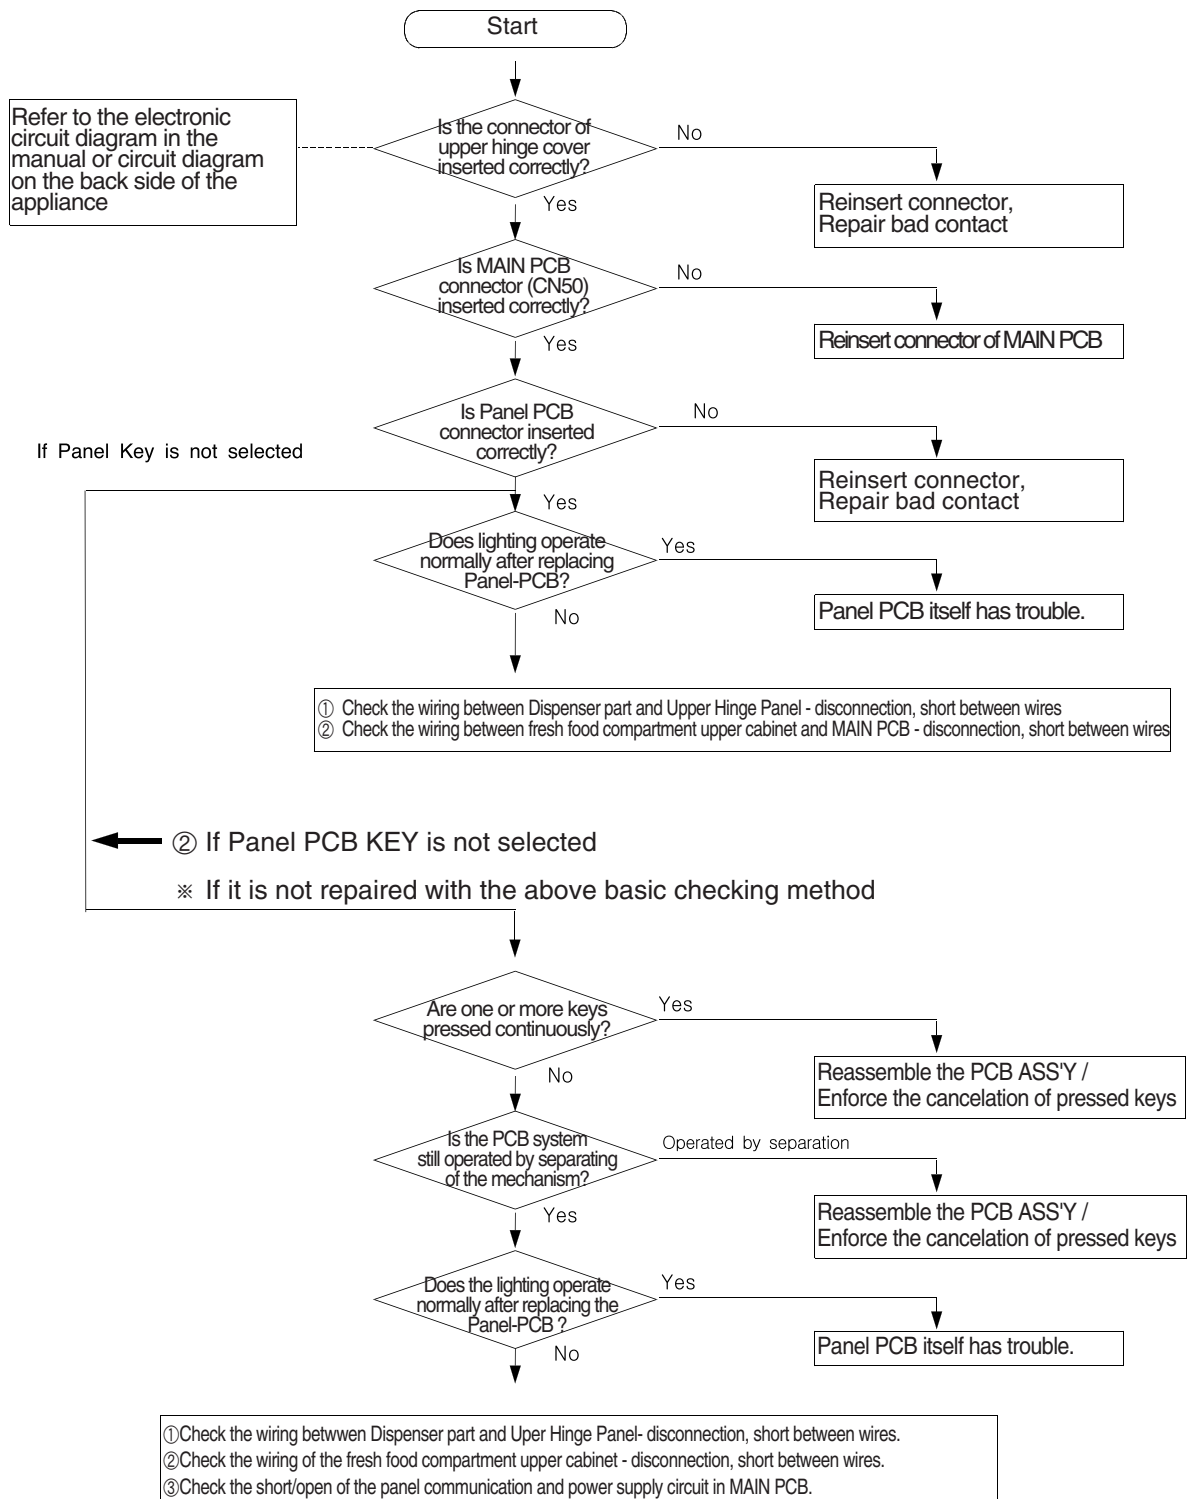 Start
Refer to the electronic
circuit diagram in the
manual or circuit diagram
on the back side of the
appliance
Is the connector of
upper hinge cover
inserted correctly?
No
Yes
Reinsert connector,
Repair bad contact
Is MAIN PCB
connector (CN50)
inserted correctly?
No
Yes
Reinsert connector of MAIN PCB
Is Panel PCB
connector inserted
correctly?
No
If Panel Key is not selected
Reinsert connector,
Repair bad contact
Yes
Does lighting operate
normally after replacing
Panel-PCB?
Yes
No
Panel PCB itself has trouble.
① Check the wiring between Dispenser part and Upper Hinge Panel - disconnection, short between wires
② Check the wiring between fresh food compartment upper cabinet and MAIN PCB - disconnection, short between wires
② If Panel PCB KEY is not selected
※ If it is not repaired with the above basic checking method
Are one or more keys
pressed continuously?
Yes
No
Reassemble the PCB ASS'Y /
Enforce the cancelation of pressed keys
Is the PCB system
still operated by separating
of the mechanism?
Operated by separation
Yes
Reassemble the PCB ASS'Y /
Enforce the cancelation of pressed keys
Does the lighting operate
normally after replacing the
Panel-PCB ?
Yes
No
Panel PCB itself has trouble.
①Check the wiring betwwen Dispenser part and Uper Hinge Panel- disconnection, short between wires.
②Check the wiring of the fresh food compartment upper cabinet - disconnection, short between wires.
③Check the short/open of the panel communication and power supply circuit in MAIN PCB.